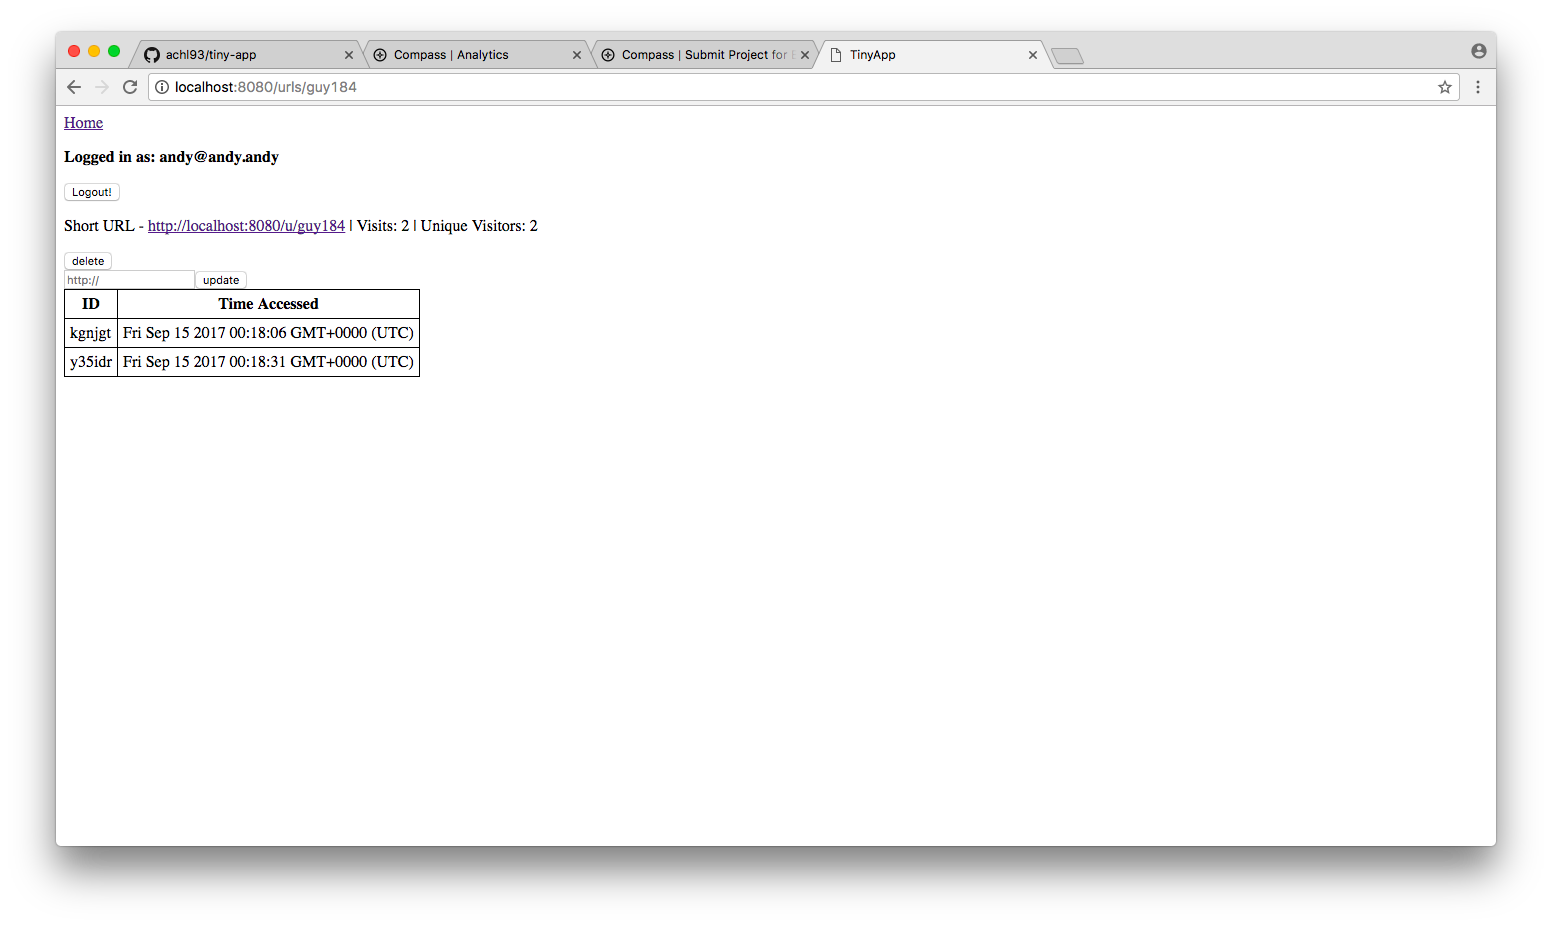 achl93/tiny-app
Compass | Analytics
Compass | Submit Project for
TinyApp
localhost:8080/urls/guy184
Home
Logged in as: andy@andy.andy
Logout!
Short URL - http://localhost:8080/u/guy184 | Visits: 2 | Unique Visitors: 2
delete
http:// update
ID Time Accessed
kgnjgt Fri Sep 15 2017 00:18:06 GMT+0000 (UTC)
y35idr Fri Sep 15 2017 00:18:31 GMT+0000 (UTC)